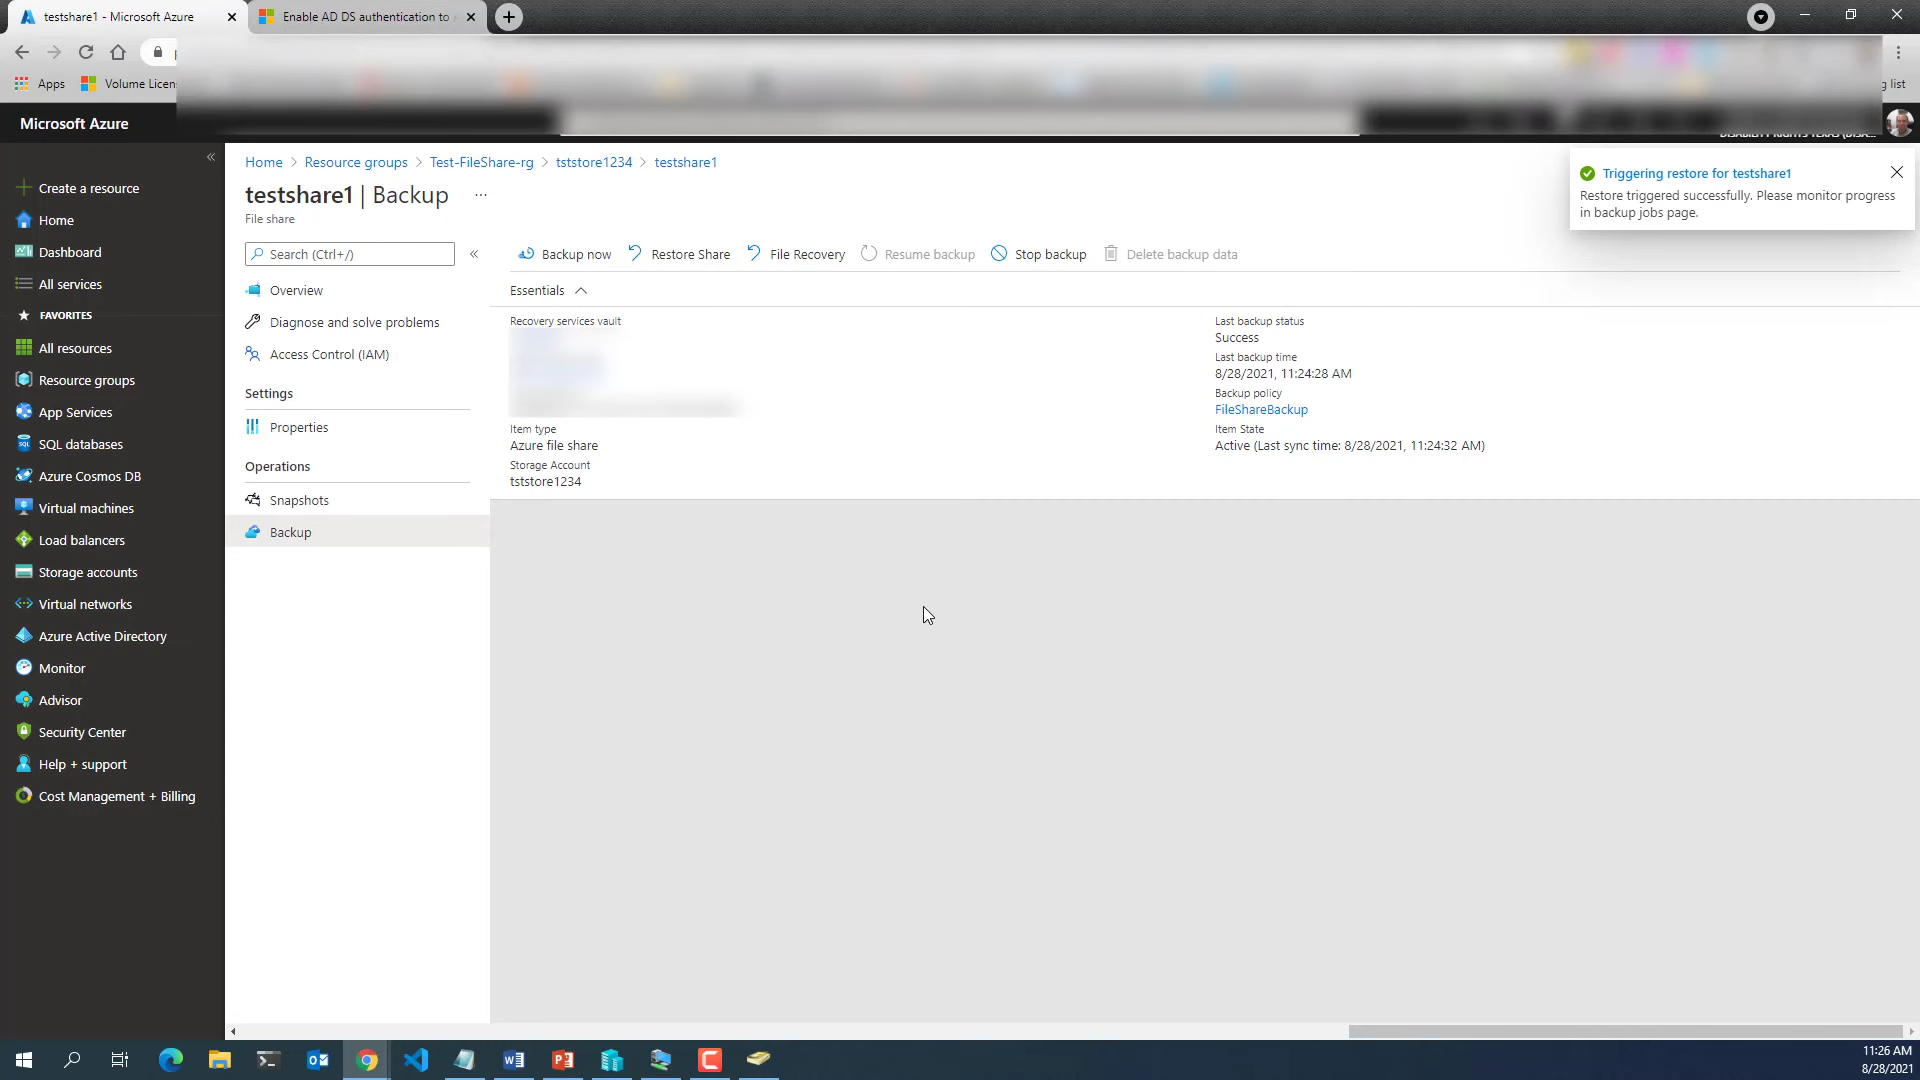 testshare1 - Microsoft Azure
Enable AD DS authentication to
Apps
Volume Licen
g list
Microsoft Azure
Home > Resource groups > Test-FileShare-rg > tststore1234 > testshare1
testshare1 | Backup ...
File share
Triggering restore for testshare1
Restore triggered successfully. Please monitor progress
in backup jobs page.
Search (Ctrl+/)
Backup now
Restore Share
File Recovery
Resume backup
Stop backup
Delete backup data
Create a resource
Home
Dashboard
All services
FAVORITES
All resources
Resource groups
App Services
SQL databases
Azure Cosmos DB
Virtual machines
Load balancers
Storage accounts
Virtual networks
Azure Active Directory
Monitor
Advisor
Security Center
Help + support
Cost Management + Billing
Overview
Diagnose and solve problems
Access Control (IAM)
Settings
Properties
Operations
Snapshots
Backup
Essentials
Recovery services vault
Item type
Azure file share
Storage Account
tststore1234
Last backup status
Success
Last backup time
8/28/2021, 11:24:28 AM
Backup policy
FileShareBackup
Item State
Active (Last sync time: 8/28/2021, 11:24:32 AM)
11:26 AM
8/28/2021